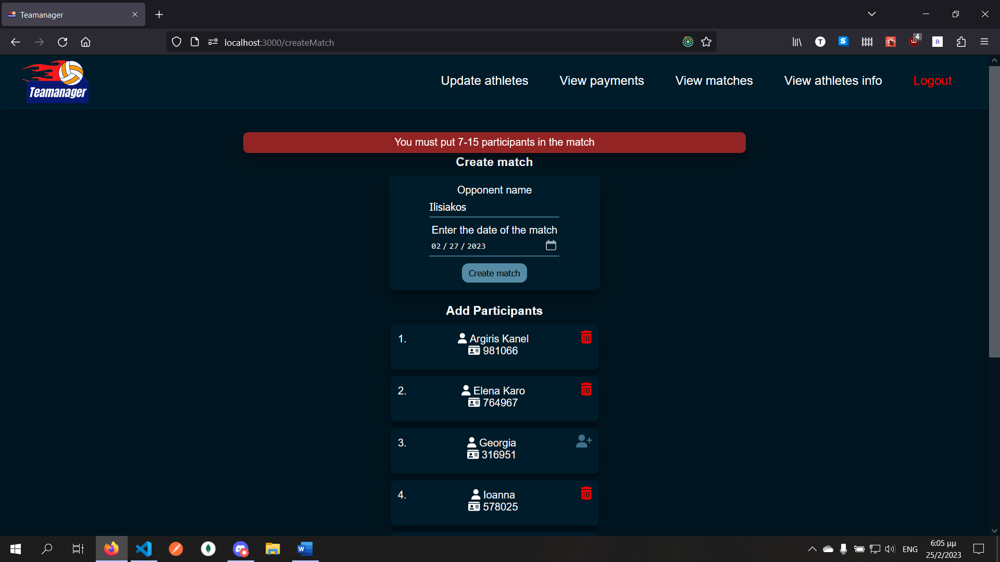 Teamanager
localhost:3000/createMatch
4
Teamanager
Update athletes
View payments
View matches
View athletes info
Logout
You must put 7-15 participants in the match
Create match
Opponent name
Ilisiakos
Enter the date of the match
02 / 27 / 2023
Create match
Add Participants
1.
Argiris Kanel
981066
2.
Elena Karo
764967
3.
Georgia
316951
4.
Ioanna
578025
ENG
6:05 μμ
25/2/2023